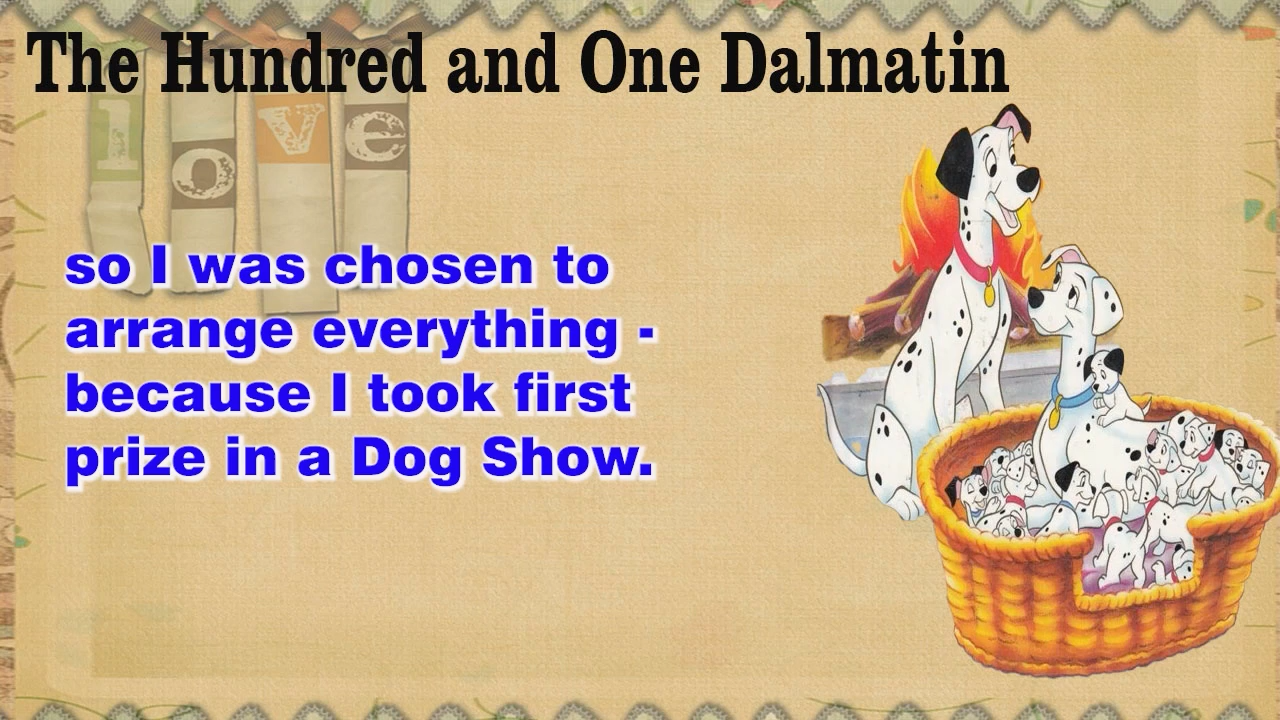 The Hundred and One Dalmatin
love
so I was chosen to
arrange everything -
because I took first
prize in a Dog Show.